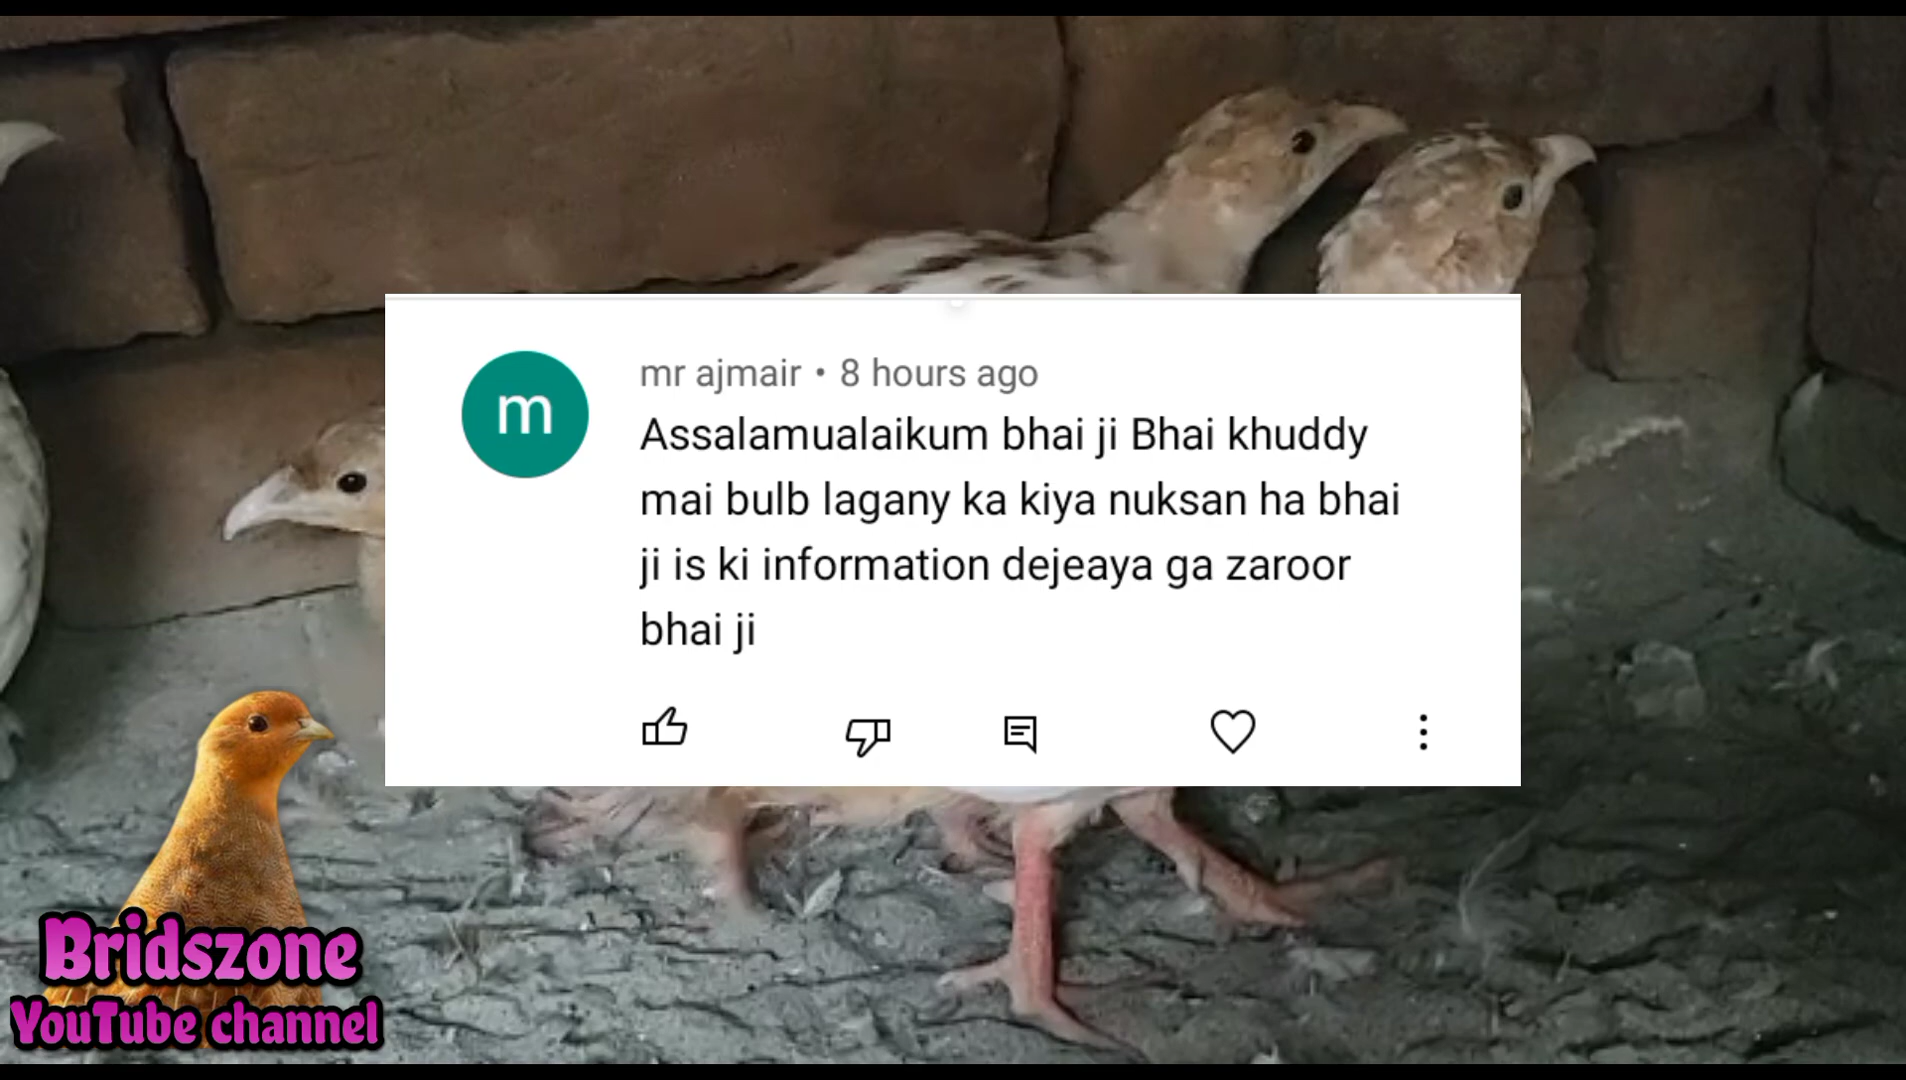 mr ajmair • 8 hours ago
Assalamualaikum bhai ji Bhai khuddy
mai bulb lagany ka kiya nuksan ha bhai
ji is ki information dejeaya ga zaroor
bhai ji
m
Bridszone
YouTube channel